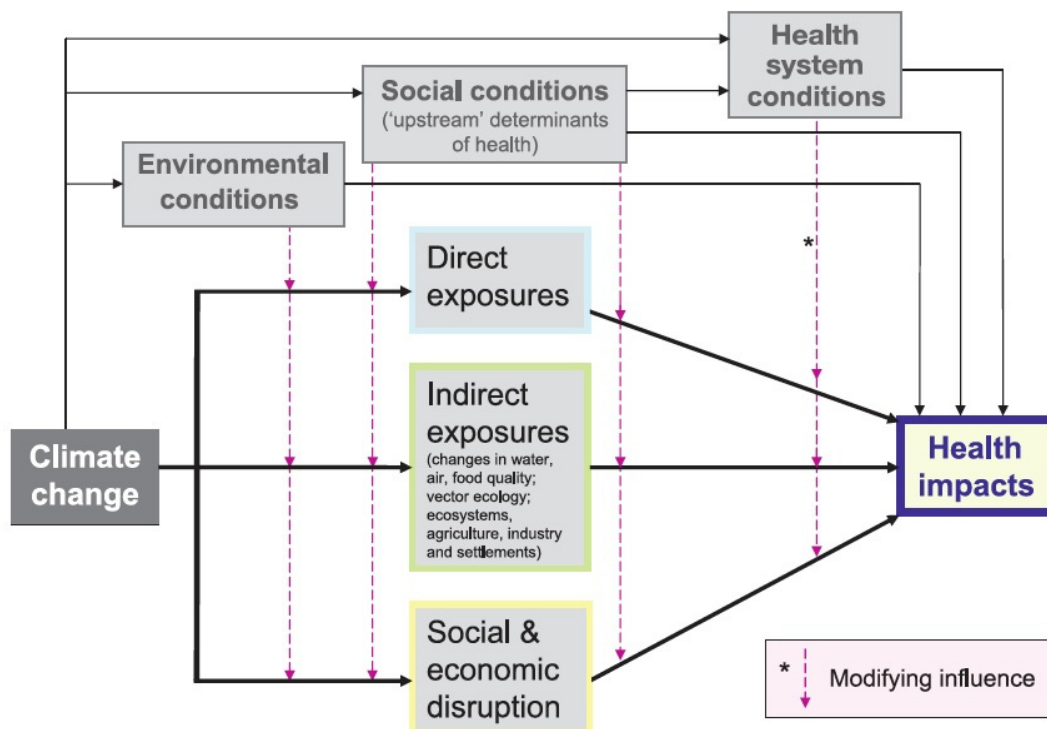 Health
system
conditions
Social conditions
(‘upstream’ determinants
of health)
Environmental
conditions
*
Direct
exposures
Indirect
exposures
(changes in water,
air, food quality;
vector ecology;
ecosystems,
agriculture, industry
and settlements)
Climate
change
Health
impacts
Social &
economic
disruption
* Modifying influence